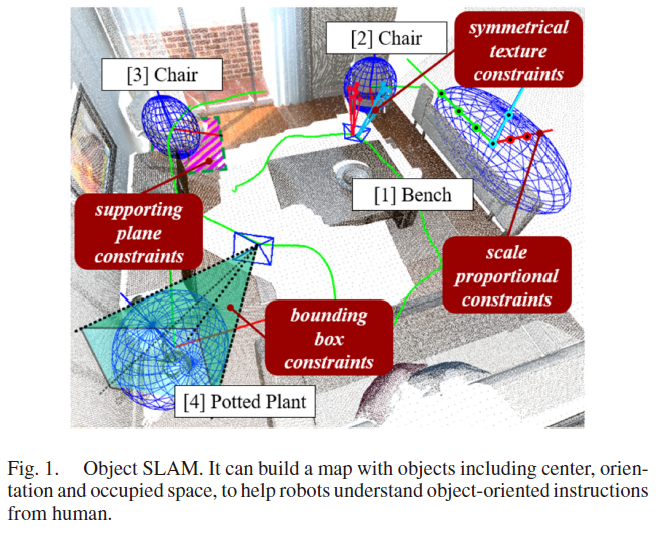 [2] Chair
symmetrical
texture
constraints
[3] Chair
[1] Bench
supporting
plane
constraints
scale
proportional
constraints
bounding
box
constraints
[4] Potted Plant
Fig. 1. Object SLAM. It can build a map with objects including center, orien-
tation and occupied space, to help robots understand object-oriented instructions
from human.